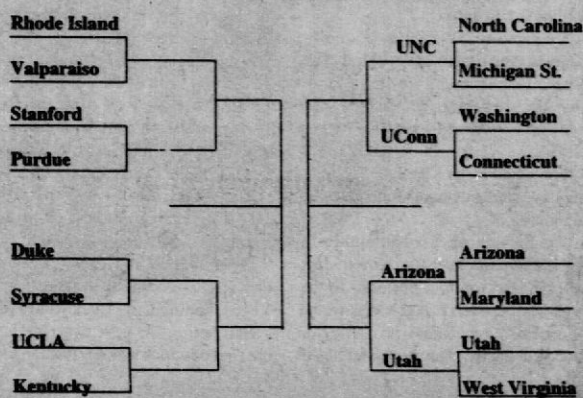 Rhode Island
Valparaiso
Stanford
Purdue
Duke
Syracuse
UCLA
Kentucky
UNC
UConn
Arizona
Utah
North Carolina
Michigan St.
Washington
Connecticut
Arizona
Maryland
Utah
West Virginia